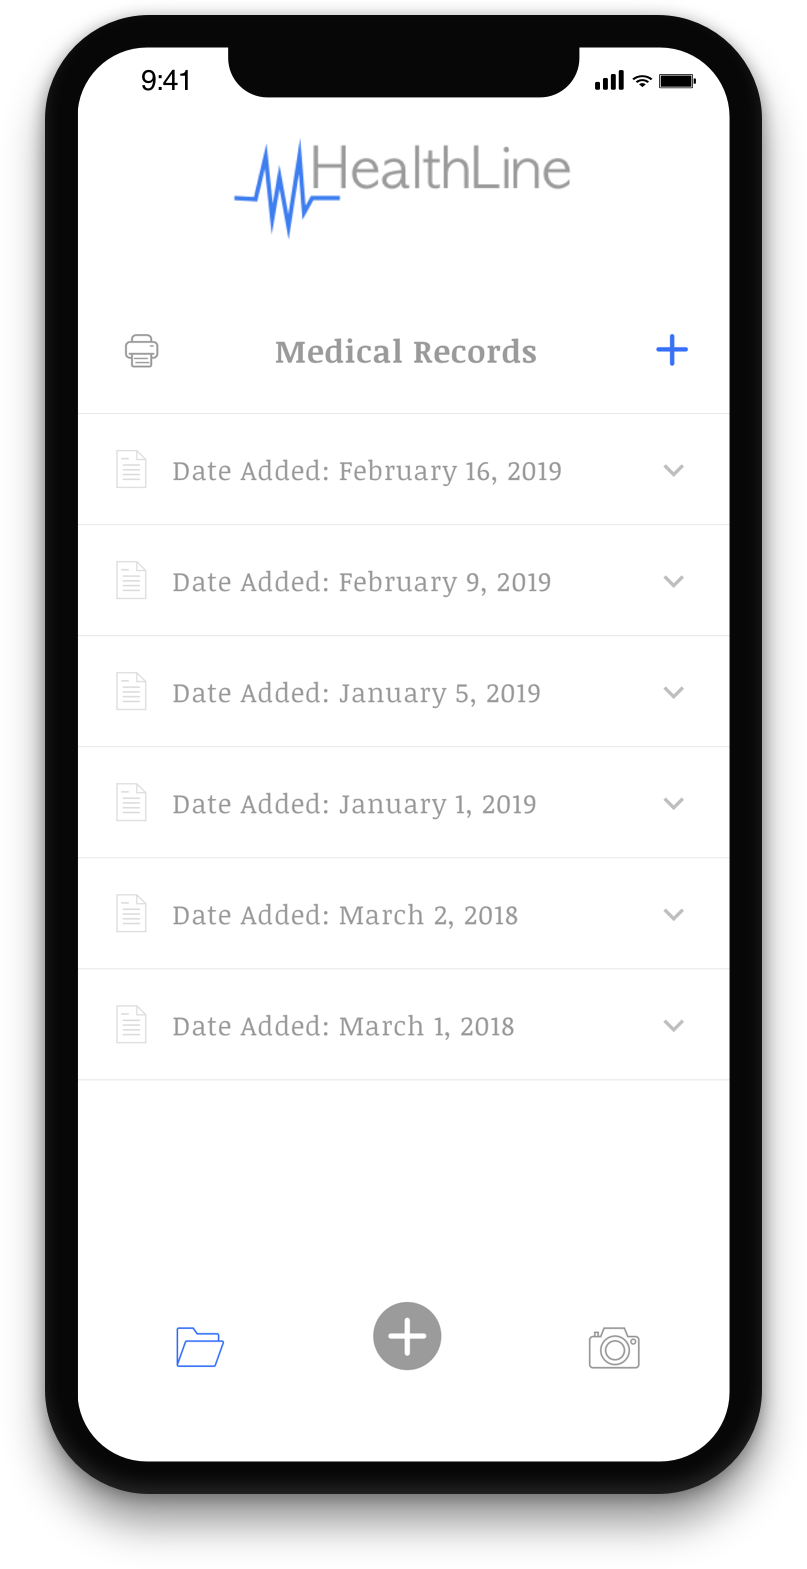 9:41
HealthLine
Medical Records
Date Added: February 16, 2019
Date Added: February 9, 2019
Date Added: January 5, 2019
Date Added: January 1, 2019
Date Added: March 2, 2018
Date Added: March 1, 2018